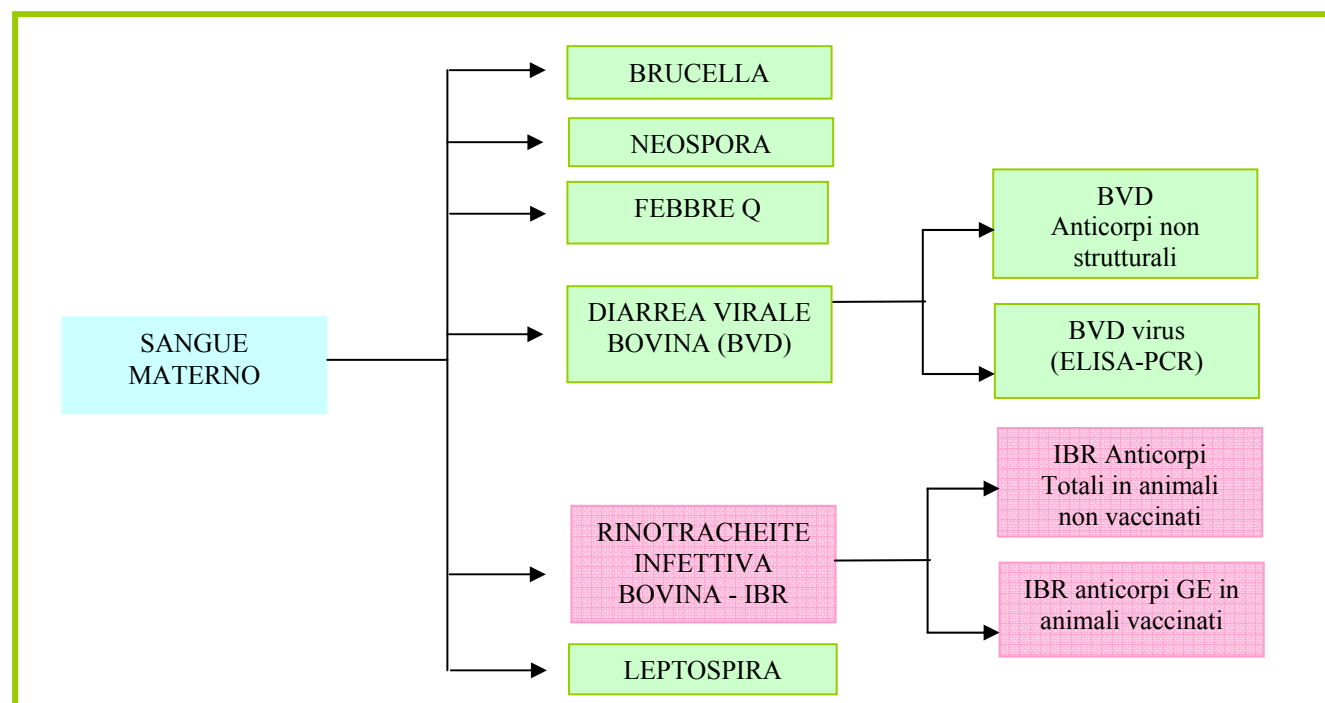 BRUCELLA
NEOSPORA
FEBBRE Q
BVD
Anticorpi non
strutturali
DIARREA VIRALE
BOVINA (BVD)
BVD virus
(ELISA-PCR)
SANGUE
MATERNO
IBR Anticorpi
Totali in animali
non vaccinati
RINOTRACHEITE
INFETTIVA
BOVINA - IBR
IBR anticorpi GE in
animali vaccinati
LEPTOSPIRA